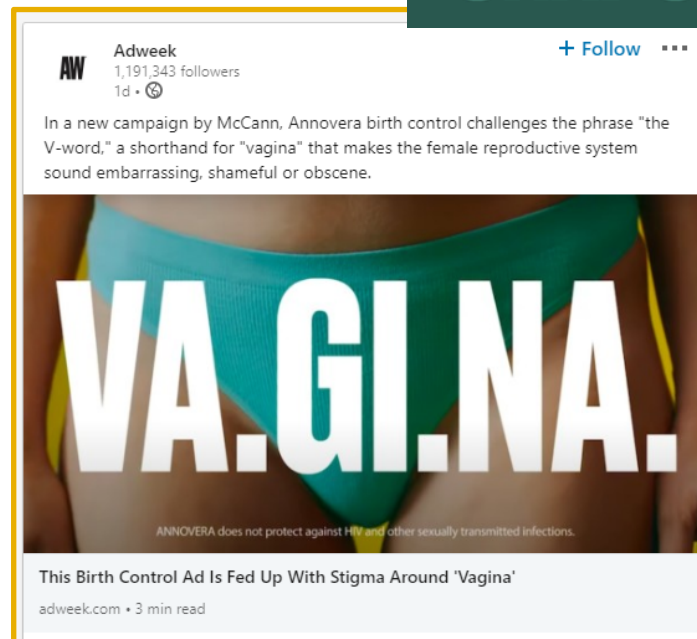 AW
Adweek
+ Follow
1,191,343 followers
1d •
In a new campaign by McCann, Annovera birth control challenges the phrase "the
V-word," a shorthand for "vagina" that makes the female reproductive system
sound embarrassing, shameful or obscene.
VA.GI.NA.
ANNOVERA does not protect against HIV and other sexually transmitted infections.
This Birth Control Ad Is Fed Up With Stigma Around 'Vagina'
adweek.com • 3 min read